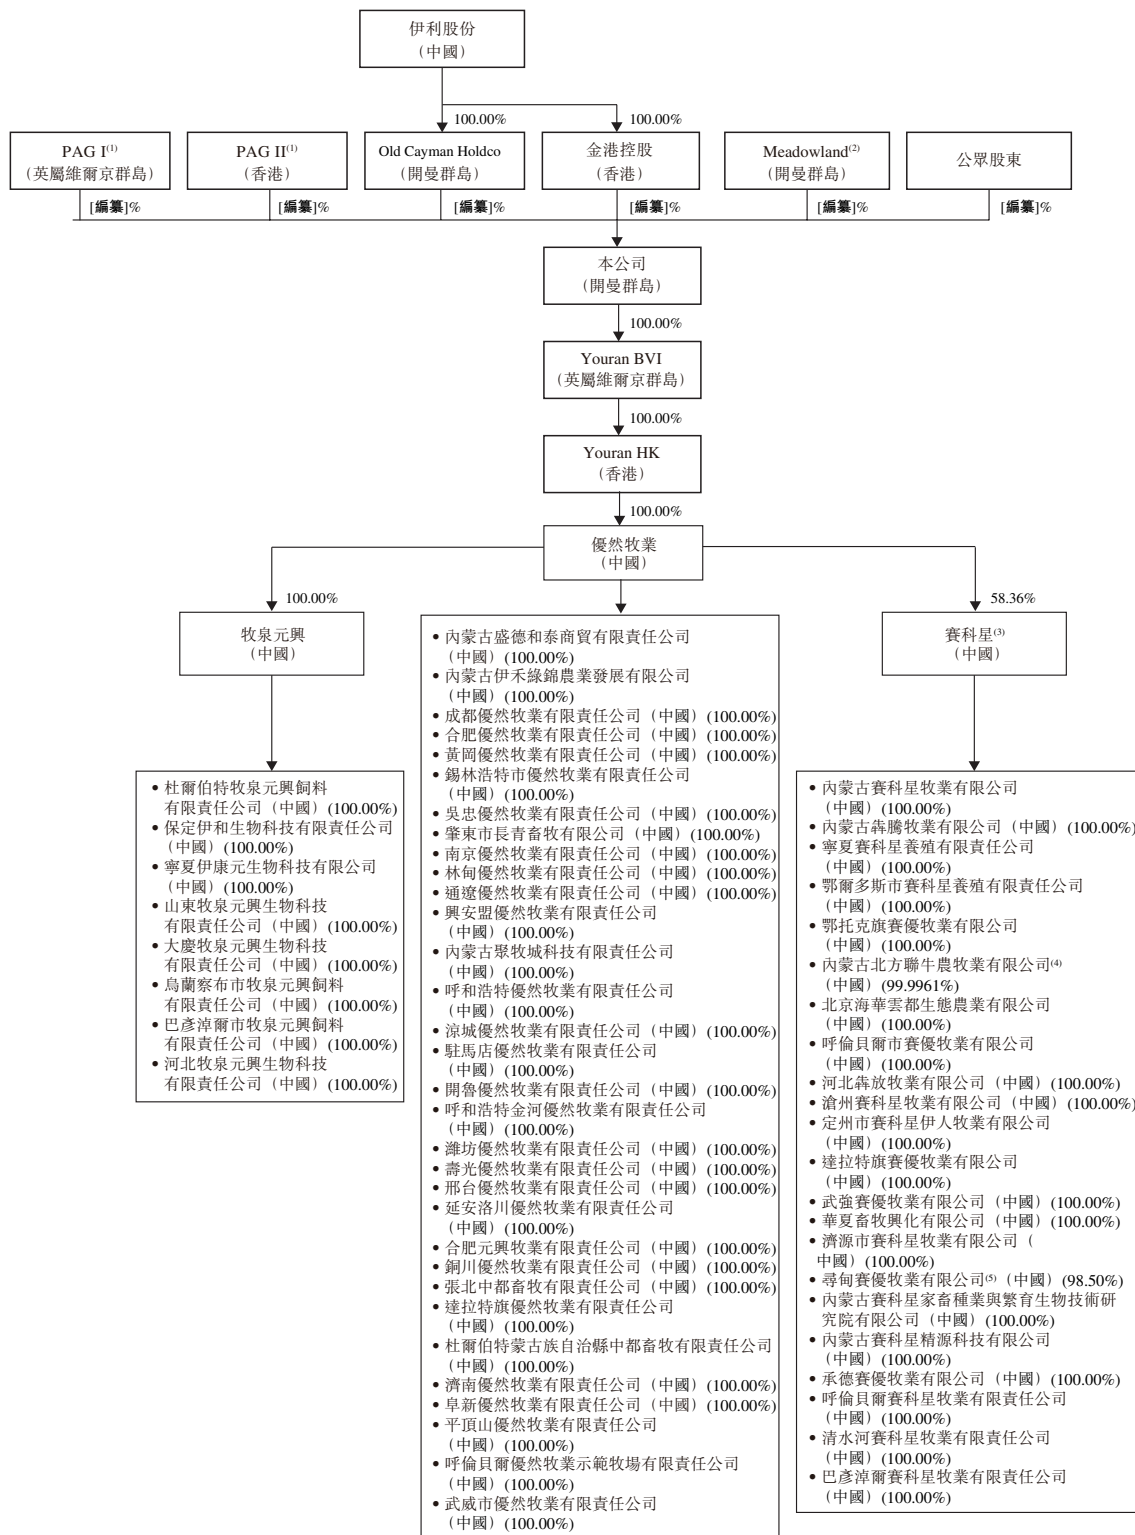 伊利股份
（中國）
100.00%
100.00%
PAG I(1)
（英屬維爾京群島）
PAG II(1)
（香港）
Old Cayman Holdco
（開曼群島）
金港控股
（香港）
Meadowland(2)
（開曼群島）
公眾股東
[編纂]%
[編纂]%
[編纂]%
[編纂]%
[編纂]%
[編纂]%
本公司
（開曼群島）
100.00%
Youran BVI
（英屬維爾京群島）
100.00%
Youran HK
（香港）
100.00%
優然牧業
（中國）
100.00%
58.36%
牧泉元興
（中國）
• 杜爾伯特牧泉元興飼料
有限責任公司（中國）(100.00%)
• 保定伊和生物科技有限責任公司
（中國）(100.00%)
• 寧夏伊康元生物科技有限公司
（中國）(100.00%)
• 山東牧泉元興生物科技
有限責任公司（中國）(100.00%)
• 大慶牧泉元興生物科技
有限責任公司（中國）(100.00%)
• 烏蘭察布市牧泉元興飼料
有限責任公司（中國）(100.00%)
• 巴彥淖爾市牧泉元興飼料
有限責任公司（中國）(100.00%)
• 河北牧泉元興生物科技
有限責任公司（中國）(100.00%)
• 內蒙古盛德和泰商貿有限責任公司
（中國）(100.00%)
• 內蒙古伊禾綠錦農業發展有限公司
（中國）(100.00%)
• 成都優然牧業有限責任公司（中國）(100.00%)
• 合肥優然牧業有限責任公司（中國）(100.00%)
• 黃岡優然牧業有限責任公司（中國）(100.00%)
• 錫林浩特市優然牧業有限責任公司
（中國）(100.00%)
• 吳忠優然牧業有限責任公司（中國）(100.00%)
• 肇東市長青畜牧有限公司（中國）(100.00%)
• 南京優然牧業有限責任公司（中國）(100.00%)
• 林甸優然牧業有限責任公司（中國）(100.00%)
• 通遼優然牧業有限責任公司（中國）(100.00%)
• 興安盟優然牧業有限責任公司
（中國）(100.00%)
• 內蒙古聚牧城科技有限責任公司
（中國）(100.00%)
• 呼和浩特優然牧業有限責任公司
（中國）(100.00%)
• 涼城優然牧業有限責任公司（中國）(100.00%)
• 駐馬店優然牧業有限責任公司
（中國）(100.00%)
• 開魯優然牧業有限責任公司（中國）(100.00%)
• 呼和浩特金河優然牧業有限責任公司
（中國）(100.00%)
• 濰坊優然牧業有限責任公司（中國）(100.00%)
• 壽光優然牧業有限責任公司（中國）(100.00%)
• 邢台優然牧業有限責任公司（中國）(100.00%)
• 延安洛川優然牧業有限責任公司
（中國）(100.00%)
• 合肥元興牧業有限責任公司（中國）(100.00%)
• 銅川優然牧業有限責任公司（中國）(100.00%)
• 張北中都畜牧有限責任公司（中國）(100.00%)
• 達拉特旗優然牧業有限責任公司
（中國）(100.00%)
• 杜爾伯特蒙古族自治縣中都畜牧有限責任公司
（中國）(100.00%)
• 濟南優然牧業有限責任公司（中國）(100.00%)
• 阜新優然牧業有限責任公司（中國）(100.00%)
• 平頂山優然牧業有限責任公司
（中國）(100.00%)
• 呼倫貝爾優然牧業示範牧場有限責任公司
（中國）(100.00%)
• 武威市優然牧業有限責任公司
（中國）(100.00%)
賽科星(3)
（中國）
• 內蒙古賽科星牧業有限公司
（中國）(100.00%)
• 內蒙古犇騰牧業有限公司（中國）(100.00%)
• 寧夏賽科星養殖有限責任公司
（中國）(100.00%)
• 鄂爾多斯市賽科星養殖有限責任公司
（中國）(100.00%)
• 鄂托克旗賽優牧業有限公司
（中國）(100.00%)
• 內蒙古北方聯牛農牧業有限公司(4)
（中國）(99.9961%)
• 北京海華雲都生態農業有限公司
（中國）(100.00%)
• 呼倫貝爾市賽優牧業有限公司
（中國）(100.00%)
• 河北犇放牧業有限公司（中國）(100.00%)
• 滄州賽科星牧業有限公司（中國）(100.00%)
• 定州市賽科星伊人牧業有限公司
（中國）(100.00%)
• 達拉特旗賽優牧業有限公司
（中國）(100.00%)
• 武強賽優牧業有限公司（中國）(100.00%)
• 華夏畜牧興化有限公司（中國）(100.00%)
• 濟源市賽科星牧業有限公司（
中國）(100.00%)
• 尋甸賽優牧業有限公司(5)（中國）(98.50%)
• 內蒙古賽科星家畜種業與繁育生物技術研
究院有限公司（中國）(100.00%)
• 內蒙古賽科星精源科技有限公司
（中國）(100.00%)
• 承德賽優牧業有限公司（中國）(100.00%)
• 呼倫貝爾賽科星牧業有限責任公司
（中國）(100.00%)
• 清水河賽科星牧業有限責任公司
（中國）(100.00%)
• 巴彥淖爾賽科星牧業有限責任公司
（中國）(100.00%)